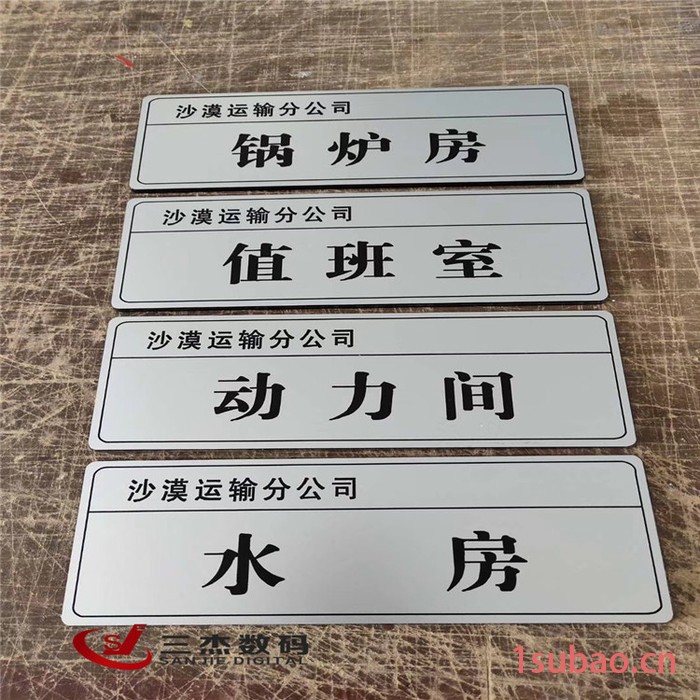 沙漠运输分公司
锅炉房
沙漠运输分公司
值班室
沙漠运输分公司
动力间
沙漠运输分公司
水房
三杰数码
SANJIE DIGITAL
1subao.cn